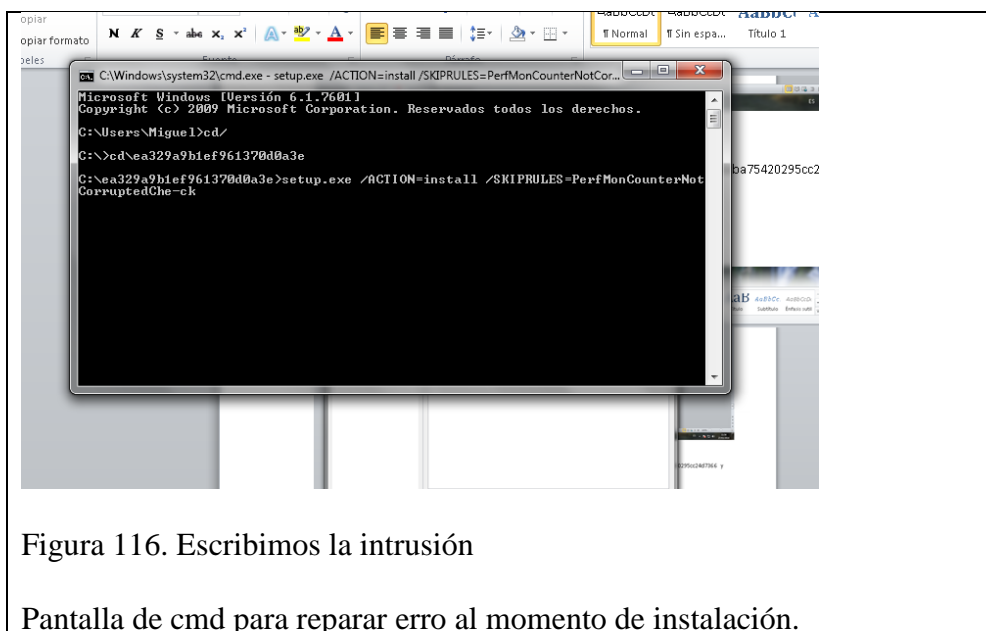 opiar
opiar formato
N K S abc x, x² A ab A
¶ Normal ¶ Sin espa... Título 1
C:\Windows\system32\cmd.exe - setup.exe /ACTION=install /SKIPRULES=PerfMonCounterNotCor...
Microsoft Windows [Versión 6.1.7601]
Copyright (c) 2009 Microsoft Corporation. Reservados todos los derechos.
C:\Users\Miguel>cd/
C:\>cd\ea329a9b1ef961370d0a3e
C:\ea329a9b1ef961370d0a3e>setup.exe /ACTION=install /SKIPRULES=PerfMonCounterNot
CorruptedChe-ck
ba75420295cc2
Figura 116. Escribimos la intrusión
Pantalla de cmd para reparar erro al momento de instalación.